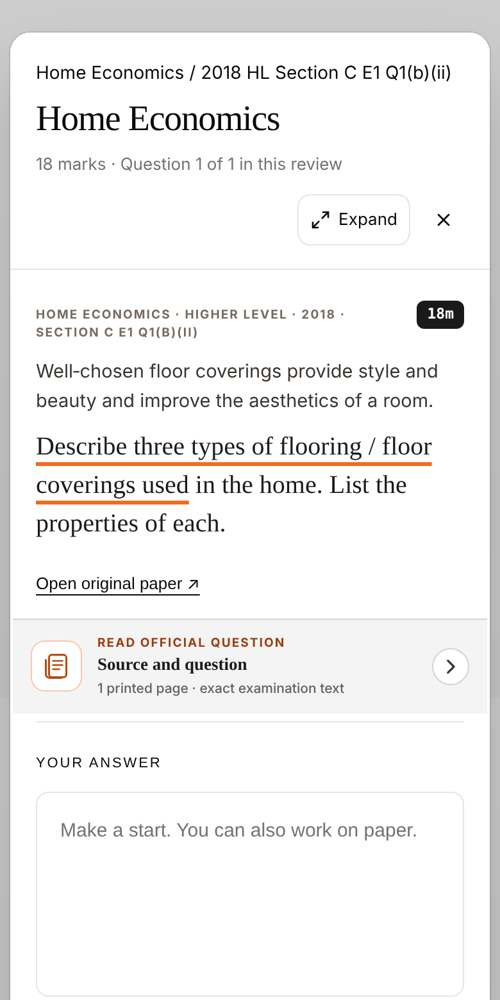 Home Economics / 2018 HL Section C E1 Q1(b)(ii)
Home Economics
18 marks · Question 1 of 1 in this review
Expand
HOME ECONOMICS · HIGHER LEVEL · 2018 ·
SECTION C E1 Q1(B)(II)
18m
Well-chosen floor coverings provide style and
beauty and improve the aesthetics of a room.
Describe three types of flooring / floor
coverings used in the home. List the
properties of each.
Open original paper ↗
READ OFFICIAL QUESTION
Source and question
1 printed page · exact examination text
YOUR ANSWER
Make a start. You can also work on paper.